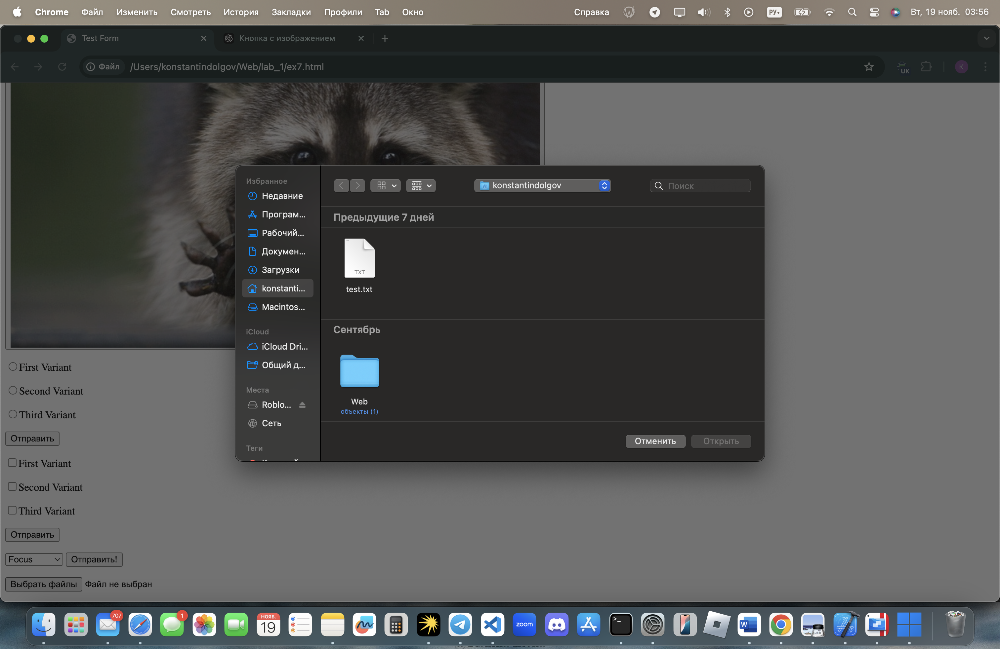 Chrome Файл Изменить Смотреть История Закладки Профили Tab Окно Справка РУ Вт, 19 нояб. 03:56
Test Form Кнопка с изображением
Файл /Users/konstantindolgov/Web/lab_1/ex7.html UK K
Избранное
Недавние
Програм...
Рабочий...
Докумен...
Загрузки
konstanti...
Macintos...
iCloud
iCloud Dri...
Общий д...
Места
Roblo...
Сеть
Теги
konstantindolgov Поиск
Предыдущие 7 дней
TXT
test.txt
Сентябрь
Web
объекты (1)
Отменить Открыть
First Variant
Second Variant
Third Variant
Отправить
First Variant
Second Variant
Third Variant
Отправить
Focus Отправить!
Выбрать файлы Файл не выбран
707 1 НОЯБ. 19 zoom >_ W